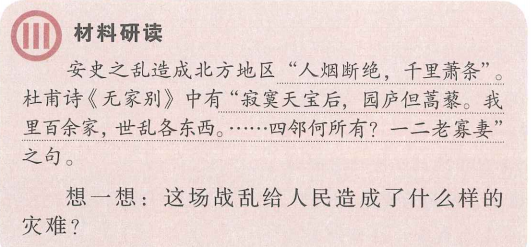 III 材料研读
安史之乱造成北方地区“人烟断绝，千里萧条”。
杜甫诗《无家别》中有“寂寞天宝后，园庐但蒿藜。我
里百余家，世乱各东西。……四邻何所有？一二老寡妻”
之句。
想一想：这场战乱给人民造成了什么样的
灾难？